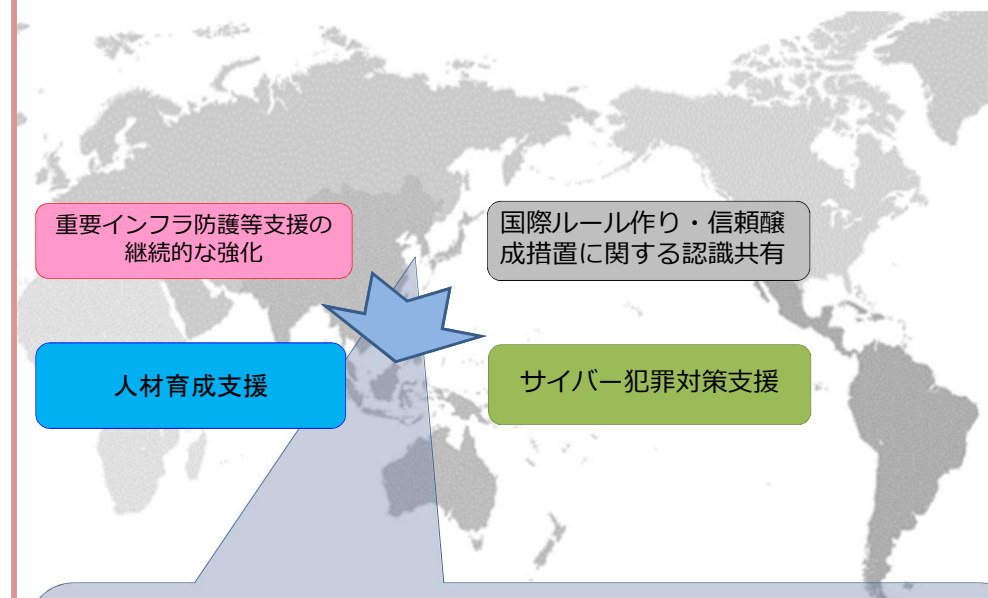 重要インフラ防護等支援の
継続的な強化
国際ルール作り・信頼醸
成措置に関する認識共有
人材育成支援
サイバー犯罪対策支援